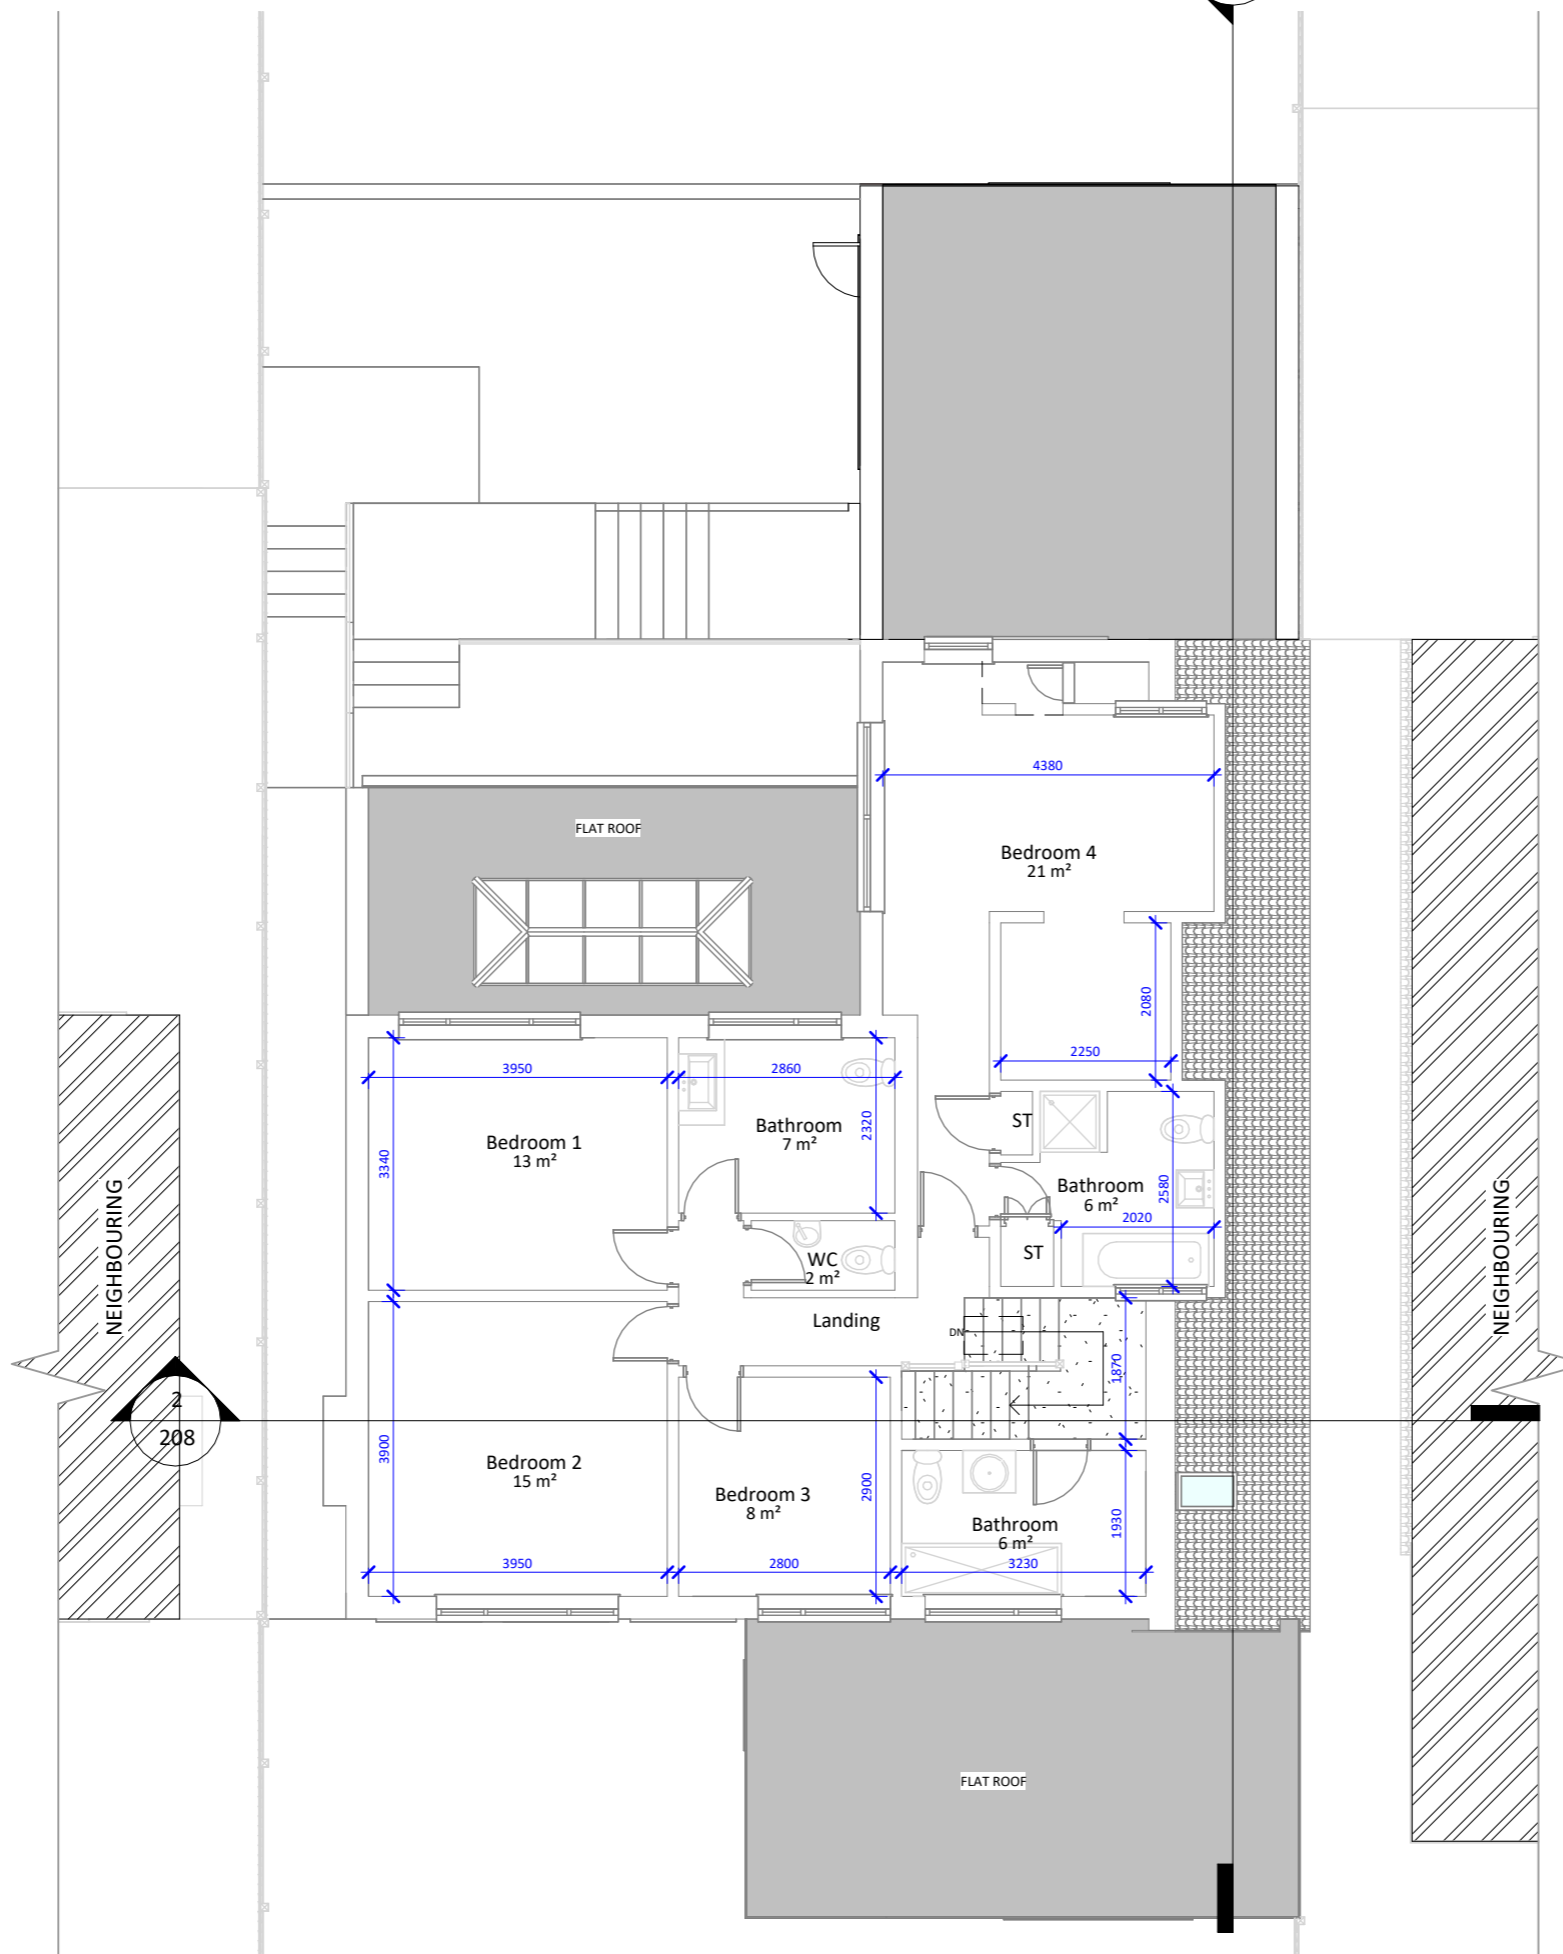 4380
Bedroom 4
21 m²
FLAT ROOF
2080
2250
3950
2860
ST
Bathroom
7 m²
2320
Bedroom 1
13 m²
3340
Bathroom
6 m²
2580
2020
ST
WC
2 m²
NEIGHBOURING
NEIGHBOURING
Landing
DN
1870
2
208
3900
Bedroom 2
15 m²
Bedroom 3
8 m²
2900
Bathroom
6 m²
1930
3950
2800
3230
FLAT ROOF